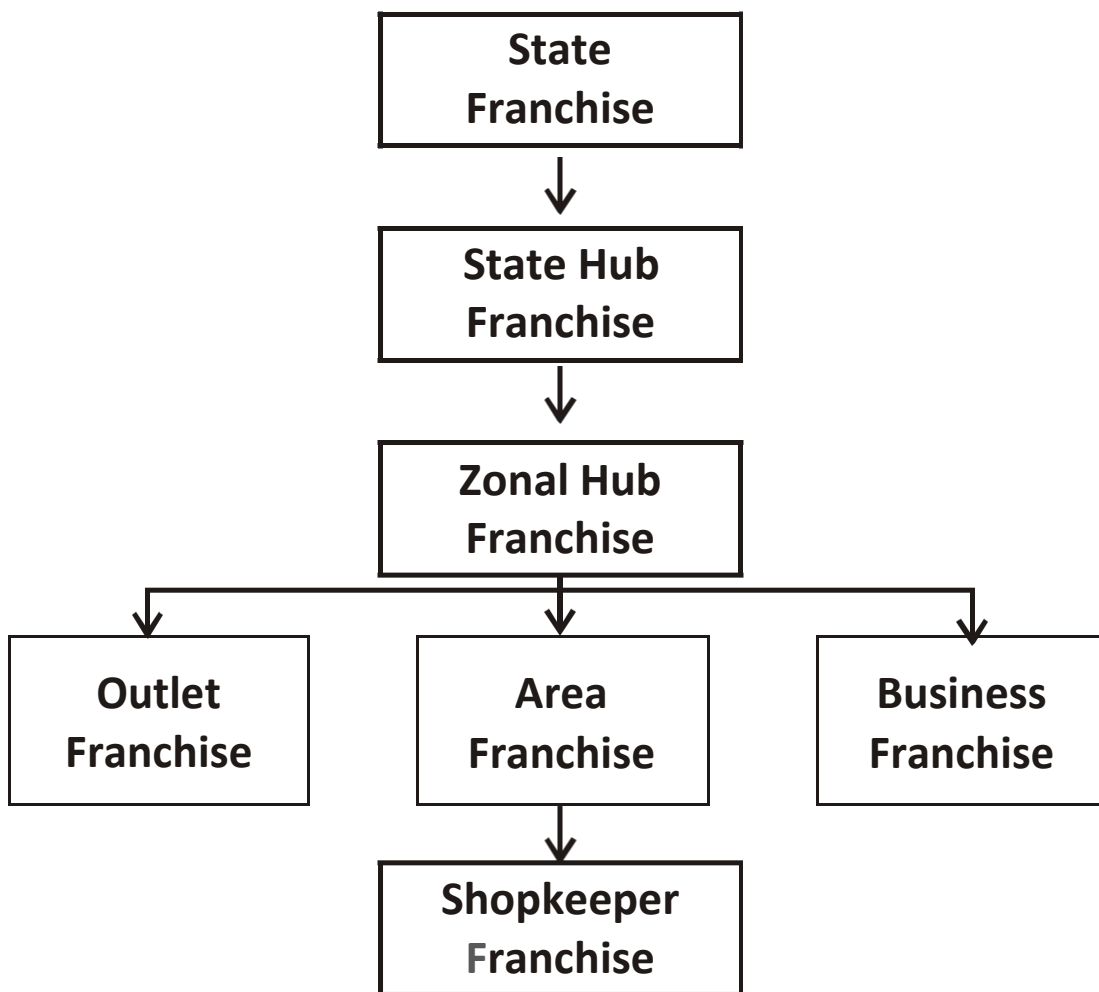 State
Franchise
State Hub
Franchise
Zonal Hub
Franchise
Outlet
Franchise
Area
Franchise
Business
Franchise
Shopkeeper
Franchise